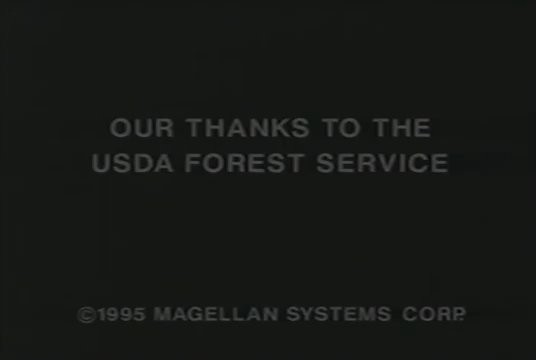 OUR THANKS TO THE
USDA FOREST SERVICE
©1995 MAGELLAN SYSTEMS CORP.